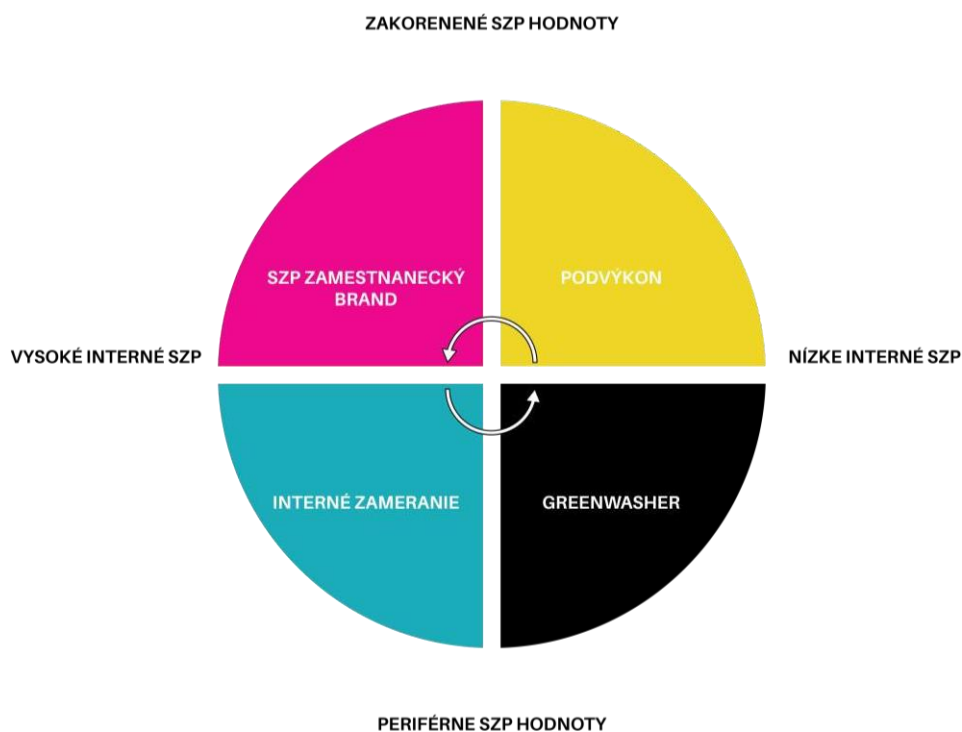 ZAKORENENÉ SZP HODNOTY
SZP ZAMESTNANECKÝ
BRAND
PODVÝKON
VYSOKÉ INTERNÉ SZP
NÍZKE INTERNÉ SZP
INTERNÉ ZAMERANIE
GREENWASHER
PERIFÉRNE SZP HODNOTY